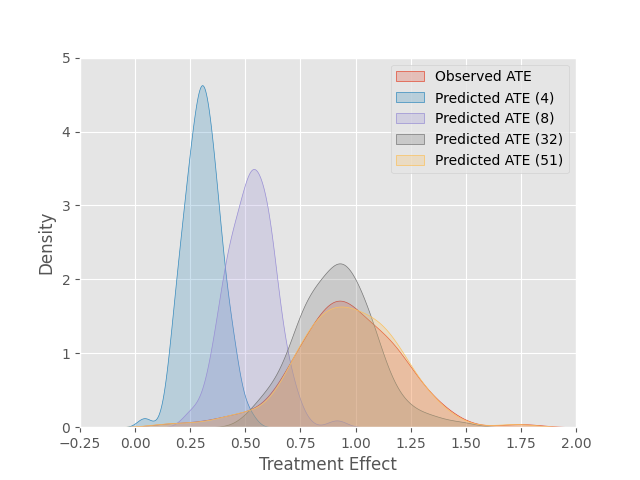 5
4
3
2
1
0
Density
−0.25
0.00
0.25
0.50
0.75
1.00
1.25
1.50
1.75
2.00
Treatment Effect
Observed ATE
Predicted ATE (4)
Predicted ATE (8)
Predicted ATE (32)
Predicted ATE (51)